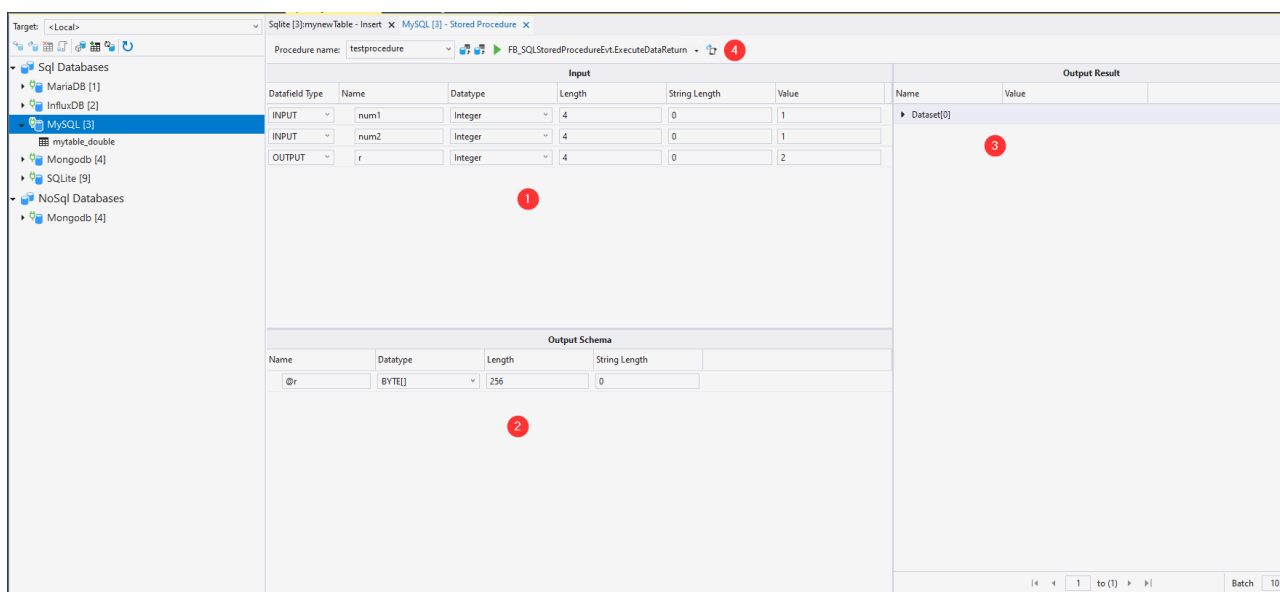 Target: <Local>
Sqlite [3]:mynewTable - Insert MySQL [3] - Stored Procedure
Procedure name: testprocedure FB_SQLStoredProcedureEvt.ExecuteDataReturn 4
Sql Databases
MariaDB [1]
InfluxDB [2]
MySQL [3]
mytable_double
Mongodb [4]
SQLite [9]
NoSql Databases
Mongodb [4]
Input
Datafield Type Name Datatype Length String Length Value
INPUT num1 Integer 4 0 1
INPUT num2 Integer 4 0 1
OUTPUT r Integer 4 0 2
1
Output Schema
Name Datatype Length String Length
@r BYTE[] 256 0
2
Output Result
Name Value
Dataset[0]
3
1 to (1) Batch 10